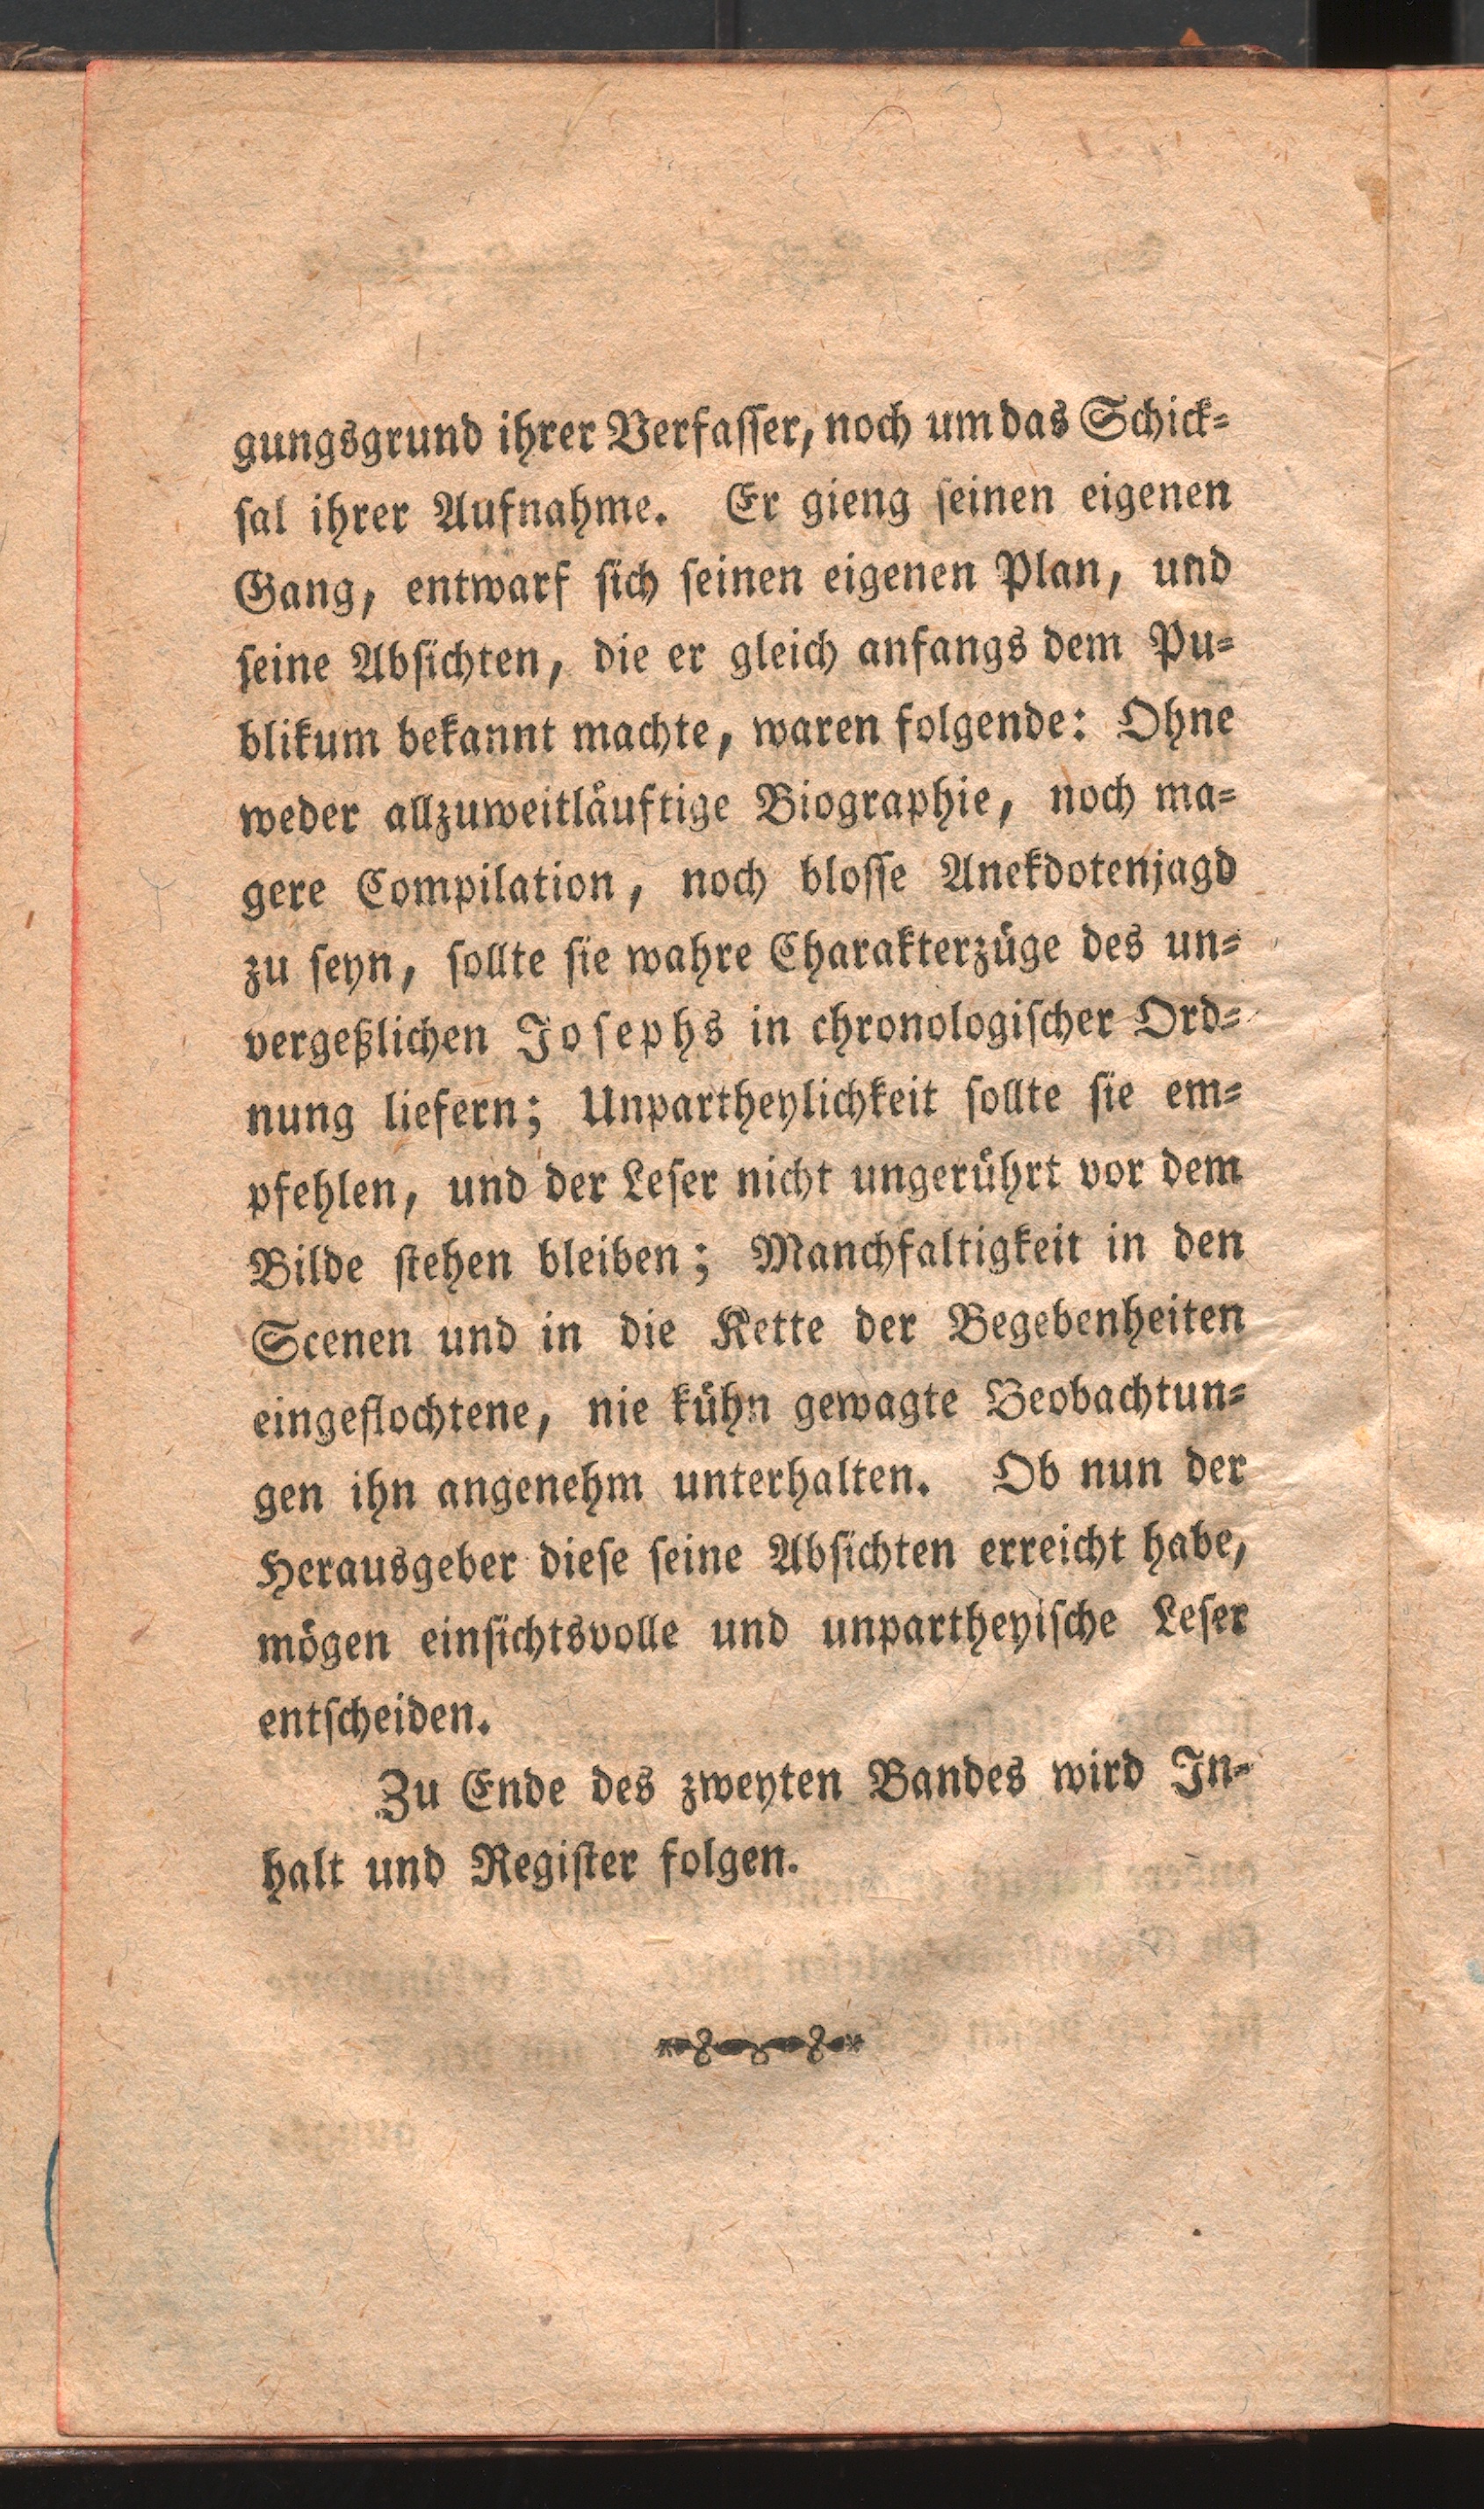 gungsgrund ihrer Verfaſſer, noch um das Schick⸗
ſal ihrer Aufnahme. Er gieng ſeinen eigenen
Gang, entwarf ſich ſeinen eigenen Plan, und
ſeine Abſichten, die er gleich anfangs dem Pu⸗
blikum bekannt machte, waren folgende: Ohne
weder allzuweitläuftige Biographie, noch ma⸗
gere Compilation, noch bloſſe Anekdotenjagd
zu ſeyn, ſollte ſie wahre Charakterzüge des un⸗
vergeßlichen Joſephs in chronologiſcher Ord⸗
nung liefern; Unpartheylichkeit ſollte ſie em⸗
pfehlen, und der Leſer nicht ungerührt vor dem
Bilde ſtehen bleiben; Manchfaltigkeit in den
Scenen und in die Kette der Begebenheiten
eingeflochtene, nie kühn gewagte Beobachtun⸗
gen ihn angenehm unterhalten. Ob nun der
Herausgeber dieſe ſeine Abſichten erreicht habe,
mögen einſichtsvolle und unpartheyiſche Leſer
entſcheiden.
Zu Ende des zweyten Bandes wird In⸗
halt und Regiſter folgen.